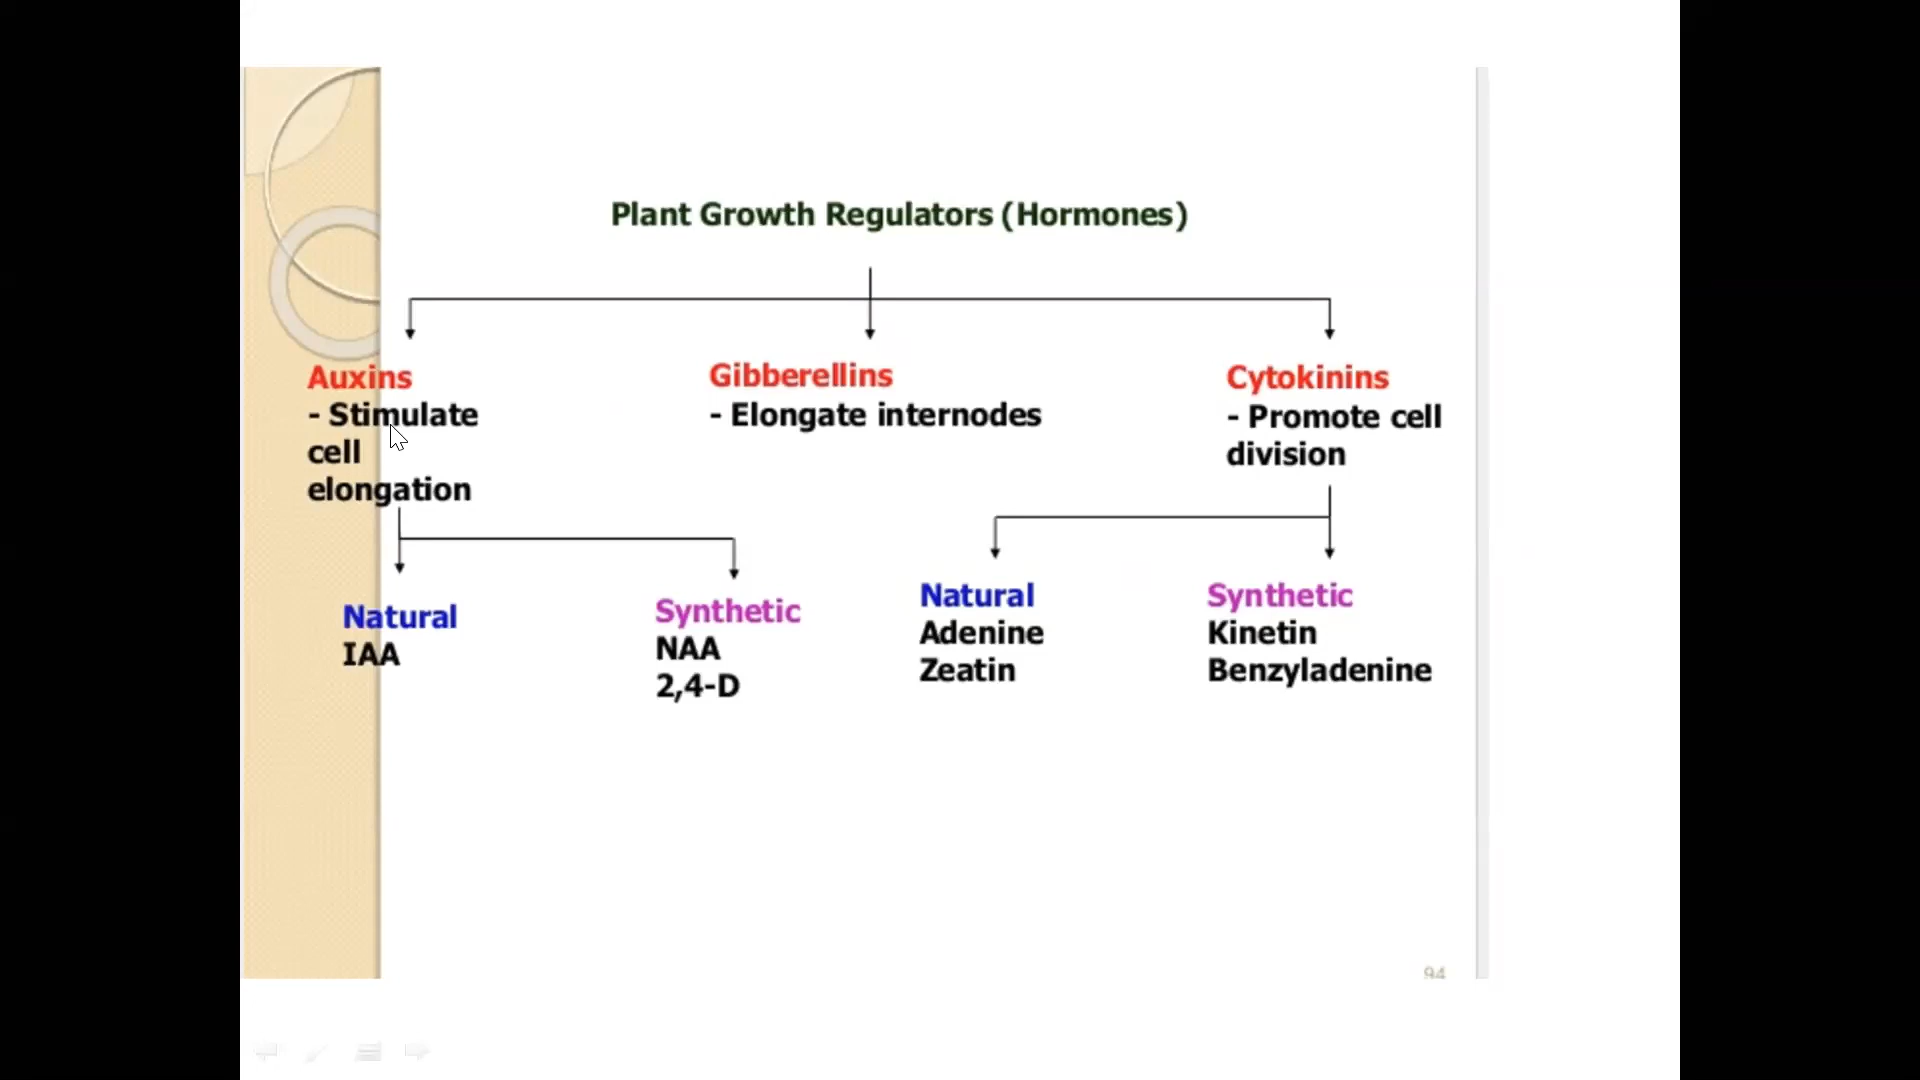 Plant Growth Regulators (Hormones)
Auxins
- Stimulate
cell
elongation
Gibberellins
- Elongate internodes
Cytokinins
- Promote cell
division
Natural
IAA
Synthetic
NAA
2,4-D
Natural
Adenine
Zeatin
Synthetic
Kinetin
Benzyladenine
94